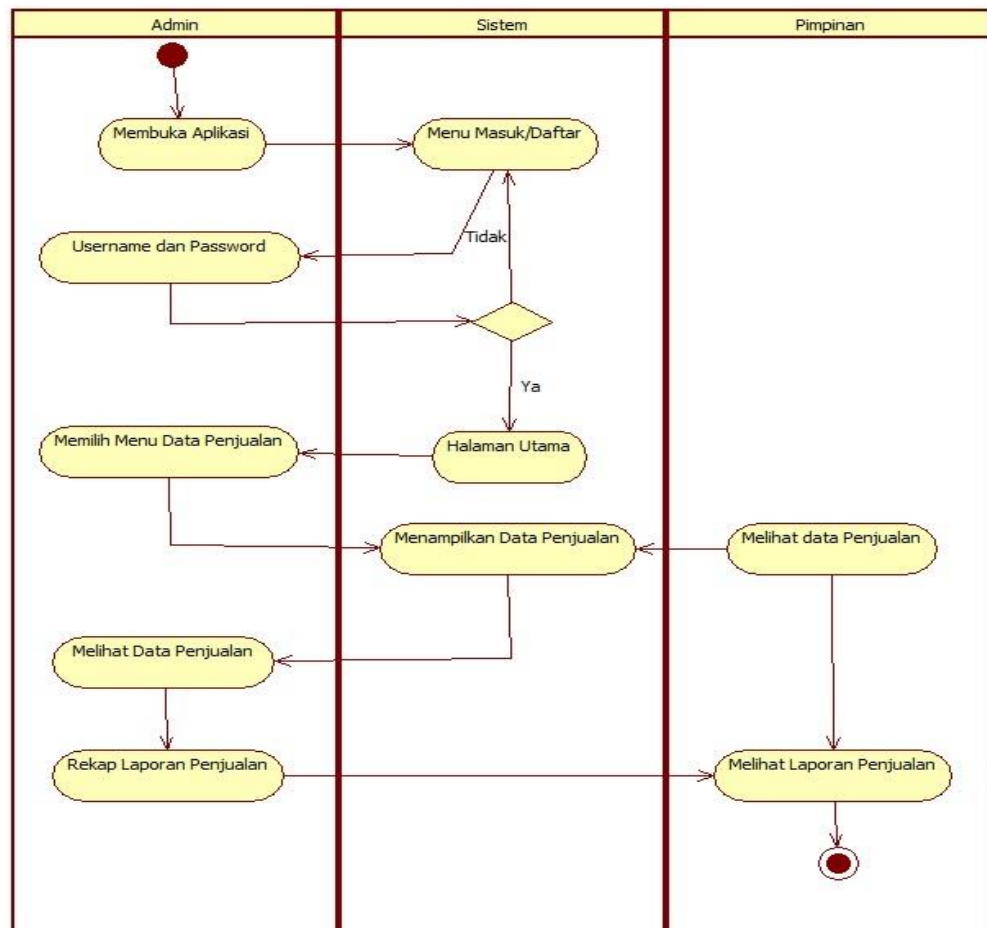 Admin
Sistem
Pimpinan
Membuka Aplikasi
Menu Masuk/Daftar
Username dan Password
Tidak
Ya
Memilih Menu Data Penjualan
Halaman Utama
Menampilkan Data Penjualan
Melihat data Penjualan
Melihat Data Penjualan
Rekap Laporan Penjualan
Melihat Laporan Penjualan